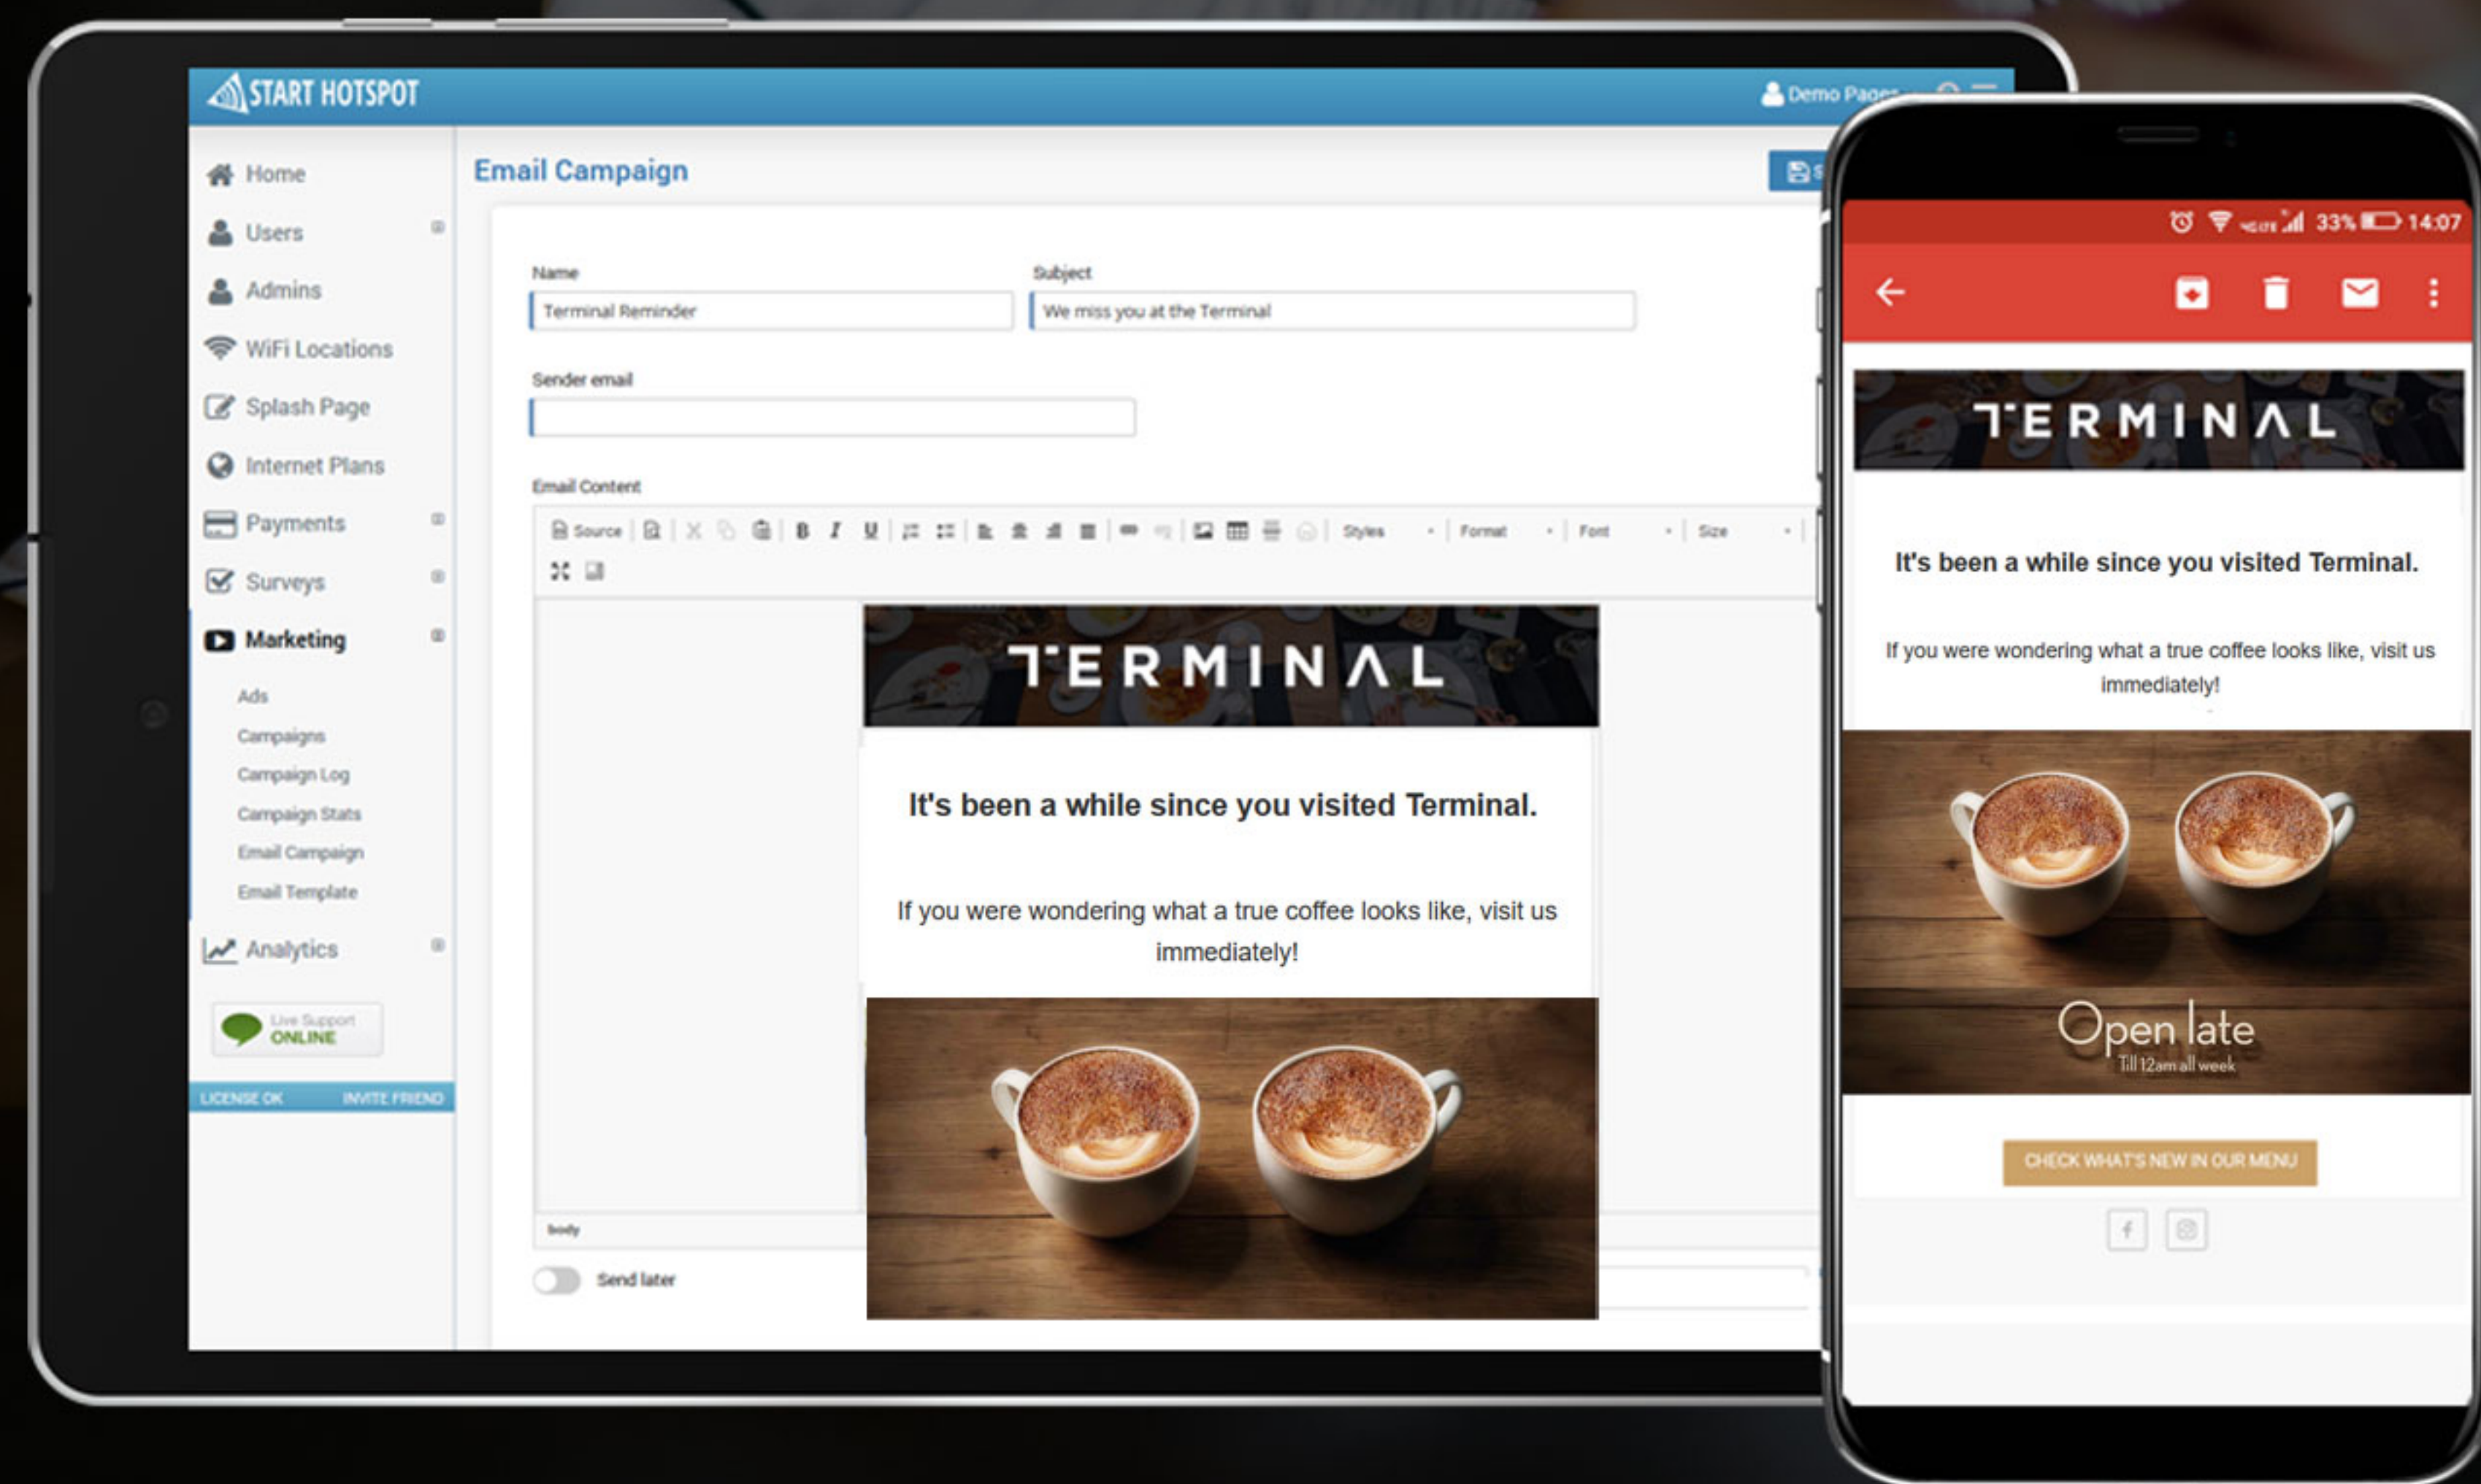 START HOTSPOT
Demo Pages
Home
Users
Admins
WiFi Locations
Splash Page
Internet Plans
Payments
Surveys
Marketing
Ads
Campaigns
Campaign Log
Campaign Stats
Email Campaign
Email Template
Analytics
Live Support
ONLINE
LICENSE OK INVITE FRIEND
Email Campaign
S
Name Subject
Terminal Reminder We miss you at the Terminal
Sender email
Email Content
Source B I U Styles Format Font Size
TERMINAL
It's been a while since you visited Terminal.
If you were wondering what a true coffee looks like, visit us
immediately!
body
Send later
33% 14:07
TERMINAL
It's been a while since you visited Terminal.
If you were wondering what a true coffee looks like, visit us
immediately!
Open late
Till 12am all week
CHECK WHAT'S NEW IN OUR MENU